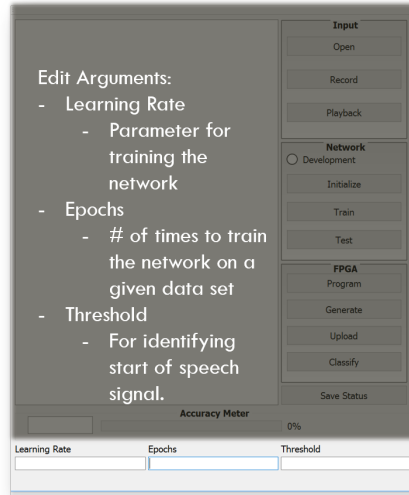 Edit Arguments:
- Learning Rate
- Parameter for
training the
network
- Epochs
- # of times to train
the network on a
given data set
- Threshold
- For identifying
start of speech
signal.
Input
Open
Record
Playback
Network
Development
Initialize
Train
Test
FPGA
Program
Generate
Upload
Classify
Save Status
Accuracy Meter
0%
Learning Rate Epochs Threshold